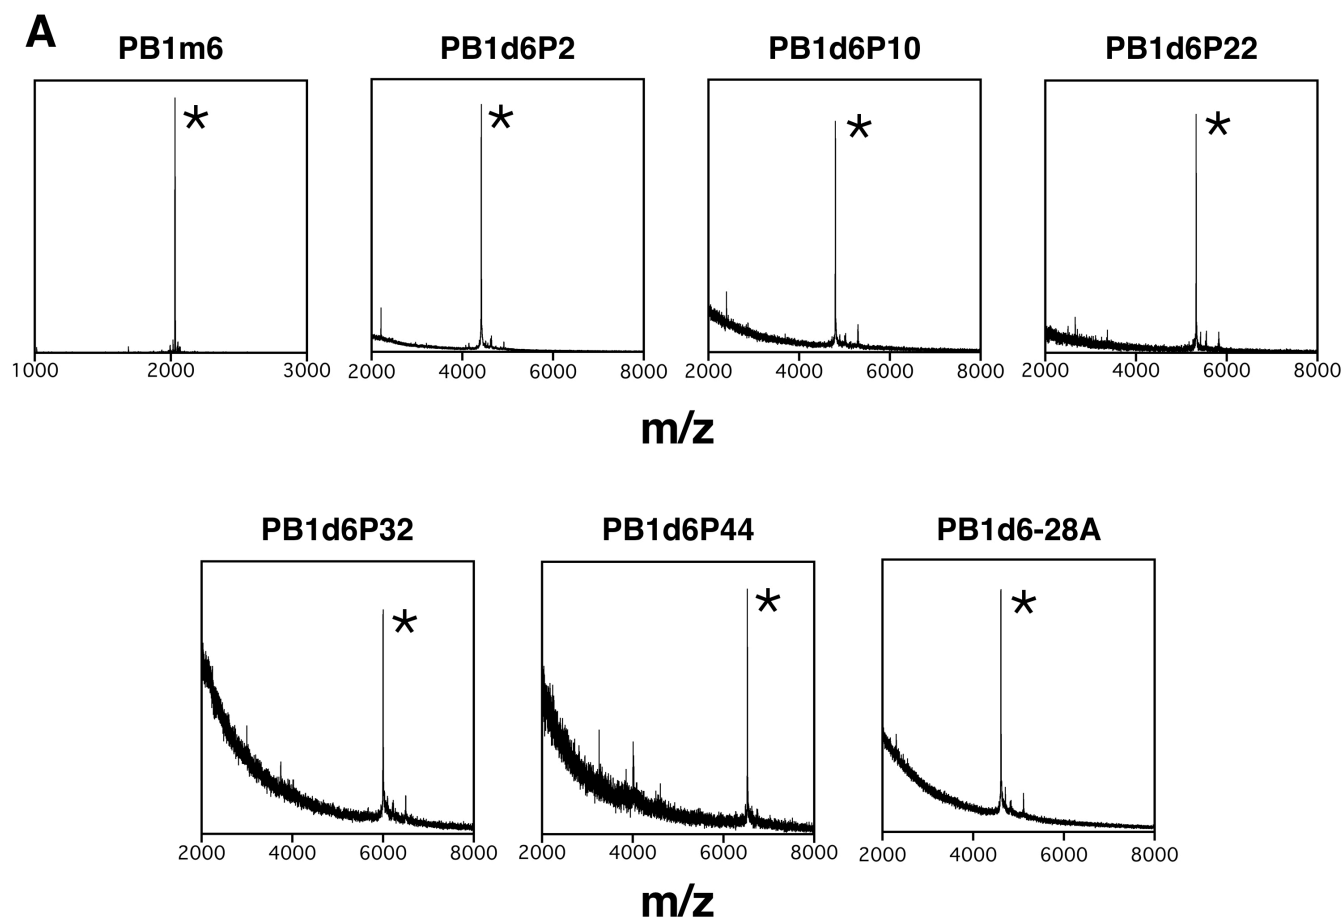 A
PB1m6 PB1d6P2 PB1d6P10 PB1d6P22
* * * *
1000 2000 3000 2000 4000 6000 8000 2000 4000 6000 8000 2000 4000 6000 8000
m/z
PB1d6P32 PB1d6P44 PB1d6-28A
* * *
2000 4000 6000 8000 2000 4000 6000 8000 2000 4000 6000 8000
m/z